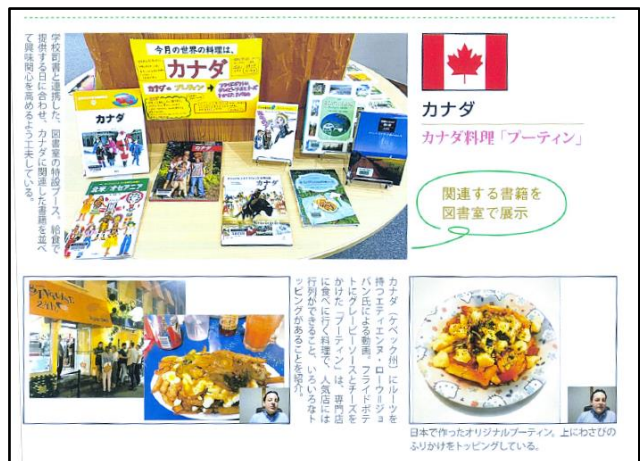 学校司書と連携した、図書室の特設ブース。給食で
提供する日に合わせ、カナダに関連した書籍を並べ
て興味関心を高めるよう工夫している。
今月の世界の料理は、
カナダ
カナダ
北米／オセアニア
カナダ
カナダ
カナダ料理「プーティン」
関連する書籍を
図書室で展示
カナダ（ケベック州）にルーツを
持つエティエンヌ・ローウ＝ジョ
バン氏による動画。フライドポテ
トにグレービーソースとチーズを
かけた「プーティン」は、専門店
に食べに行く料理で、人気店には
行列ができること、いろいろなト
ッピングがあることを紹介。
日本で作ったオリジナルプーティン。上にわさびの
ふりかけをトッピングしている。